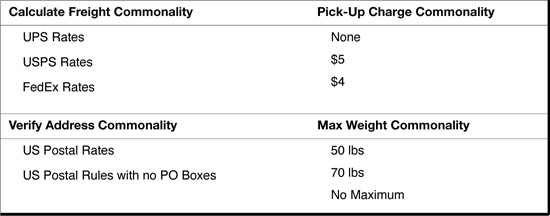 Calculate Freight Commonality Pick-Up Charge Commonality
UPS Rates None
USPS Rates $5
FedEx Rates $4
Verify Address Commonality Max Weight Commonality
US Postal Rates 50 lbs
US Postal Rules with no PO Boxes 70 lbs
No Maximum